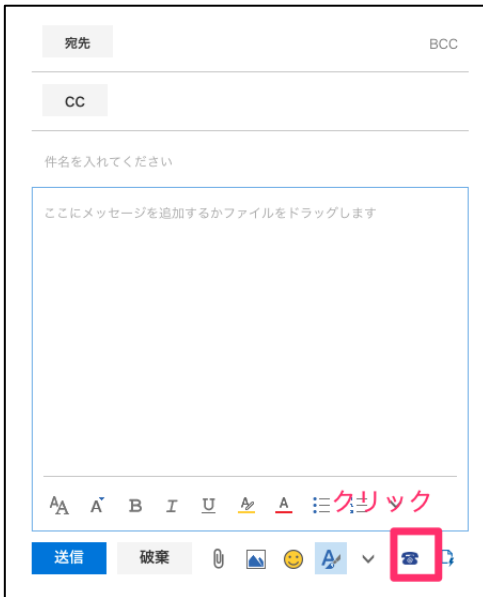 宛先 BCC
CC
件名を入れてください
ここにメッセージを追加するかファイルをドラッグします
クリック
送信 破棄